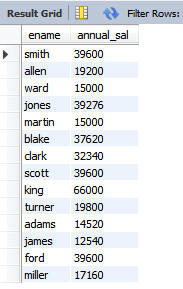 Result Grid Filter Rows:
ename annual_sal
smith 39600
allen 19200
ward 15000
jones 39276
martin 15000
blake 37620
clark 32340
scott 39600
king 66000
turner 19800
adams 14520
james 12540
ford 39600
miller 17160